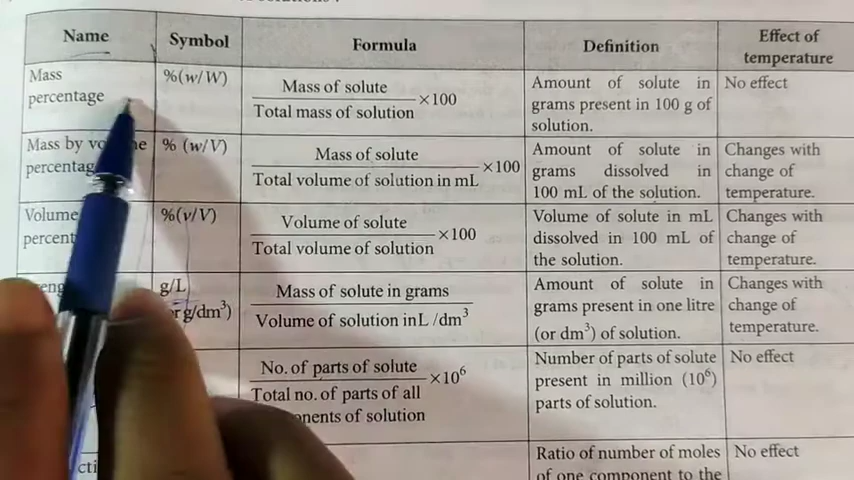 Name
Symbol
Formula
Definition
Effect of
temperature
Mass
percentage
%(w/W)
Mass of solute
Total mass of solution
×100
Amount of solute in
grams present in 100 g of
solution.
No effect
Mass by
% (w/V)
Mass of solute
Total volume of solution in mL
×100
Amount of solute in
grams dissolved in
100 mL of the solution.
Changes with
change of
temperature.
Volume
%(v/V)
Volume of solute
Total volume of solution
×100
Volume of solute in mL
dissolved in 100 mL of
the solution.
Changes with
change of
temperature.
g/L
g/dm³)
Mass of solute in grams
Volume of solution in L /dm³
Amount of solute in
grams present in one litre
(or dm³) of solution.
Changes with
change of
temperature.
No. of parts of solute
Total no. of parts of all
of solution
×10⁶
Number of parts of solute
present in million (10⁶)
parts of solution.
No effect
Ratio of number of moles
of one component to the
No effect